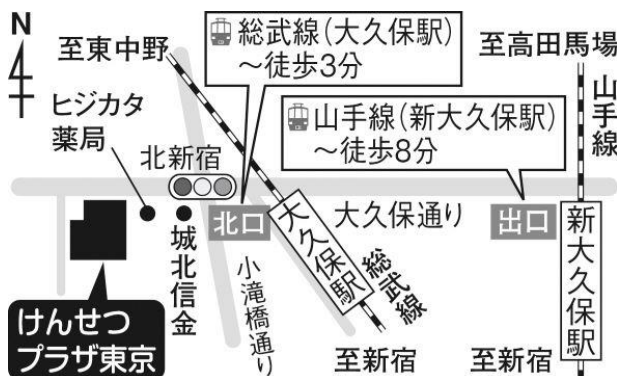 N
至東中野
総武線(大久保駅)
～徒歩3分
至高田馬場
山手線
ヒジカタ
薬局
山手線(新大久保駅)
～徒歩8分
北新宿
北口
大久保駅
大久保通り
出口
新大久保駅
城北信金
小滝橋通り
総武線
けんせつ
プラザ東京
至新宿
至新宿